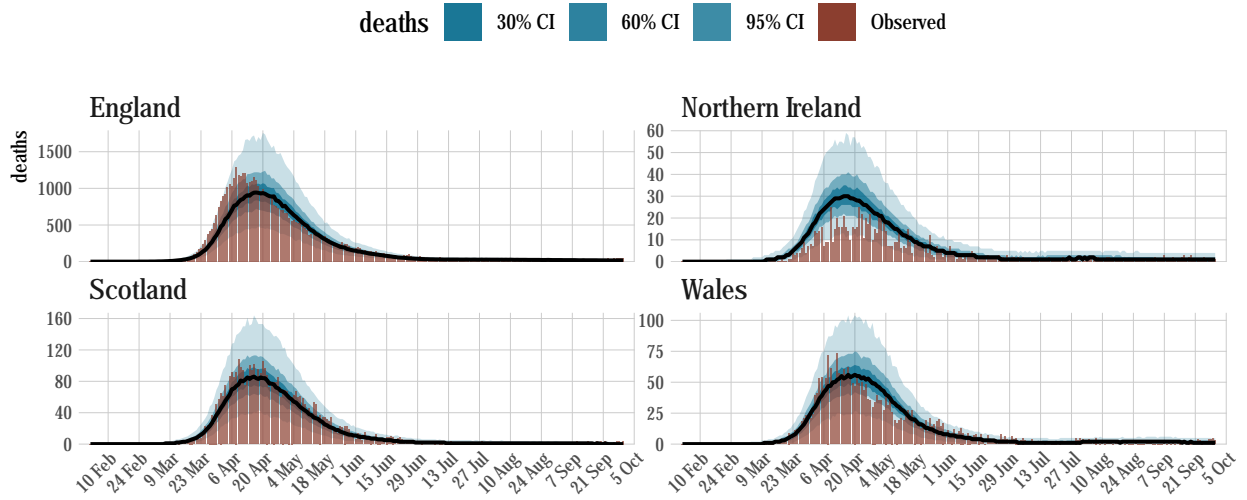 deaths 30% CI 60% CI 95% CI Observed
England
deaths
1500
1000
500
0
Northern Ireland
60
50
40
30
20
10
0
Scotland
160
120
80
40
0
10 Feb 24 Feb 9 Mar 23 Mar 6 Apr 20 Apr 4 May 18 May 1 Jun 15 Jun 29 Jun 13 Jul 27 Jul 10 Aug 24 Aug 7 Sep 21 Sep 5 Oct
Wales
100
75
50
25
0
10 Feb 24 Feb 9 Mar 23 Mar 6 Apr 20 Apr 4 May 18 May 1 Jun 15 Jun 29 Jun 13 Jul 27 Jul 10 Aug 24 Aug 7 Sep 21 Sep 5 Oct